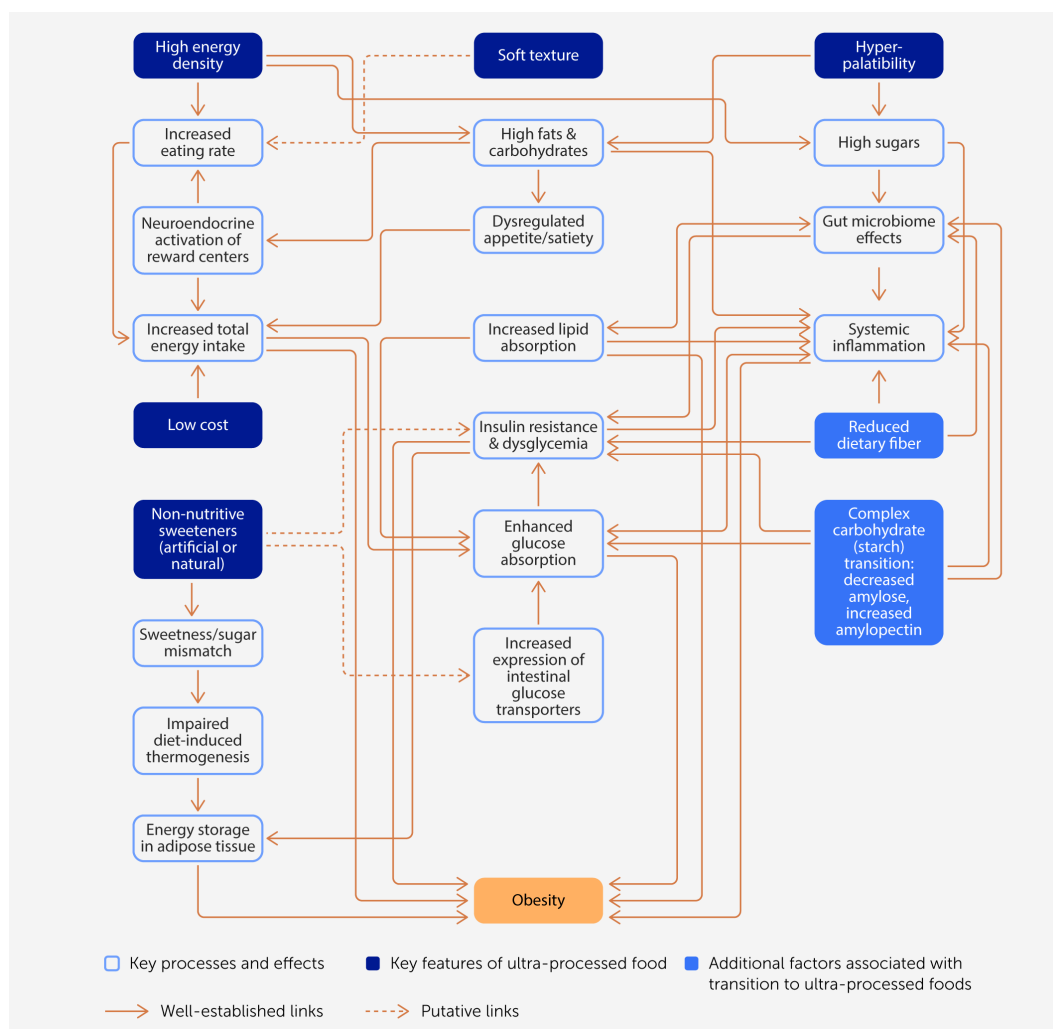 High energy
density
Soft texture
Hyper-
palatibility
Increased
eating rate
High fats &
carbohydrates
High sugars
Neuroendocrine
activation of
reward centers
Dysregulated
appetite/satiety
Gut microbiome
effects
Increased total
energy intake
Increased lipid
absorption
Systemic
inflammation
Low cost
Insulin resistance
& dysglycemia
Reduced
dietary fiber
Non-nutritive
sweeteners
(artificial or
natural)
Enhanced
glucose
absorption
Complex
carbohydrate
(starch)
transition:
decreased
amylose,
increased
amylopectin
Sweetness/sugar
mismatch
Increased
expression of
intestinal
glucose
transporters
Impaired
diet-induced
thermogenesis
Energy storage
in adipose tissue
Obesity
Key processes and effects
Key features of ultra-processed food
Additional factors associated with
transition to ultra-processed foods
Well-established links
Putative links